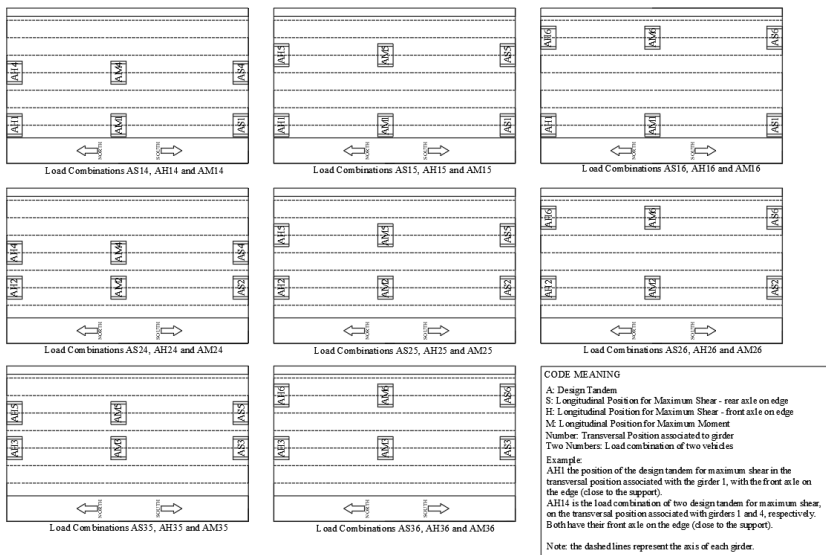 AH4 AM4 AS4
AH1 AM1 AS1
NORTH SOUTH
Load Combinations AS14, AH14 and AM14
AH5 AM5 AS5
AH1 AM1 AS1
NORTH SOUTH
Load Combinations AS15, AH15 and AM15
AH6 AM6 AS6
AH1 AM1 AS1
NORTH SOUTH
Load Combinations AS16, AH16 and AM16
AH4 AM4 AS4
AH2 AM2 AS2
NORTH SOUTH
Load Combinations AS24, AH24 and AM24
AH5 AM5 AS5
AH2 AM2 AS2
NORTH SOUTH
Load Combinations AS25, AH25 and AM25
AH6 AM6 AS6
AH2 AM2 AS2
NORTH SOUTH
Load Combinations AS26, AH26 and AM26
AH5 AM5 AS5
AH3 AM3 AS3
NORTH SOUTH
Load Combinations AS35, AH35 and AM35
AH6 AM6 AS6
AH3 AM3 AS3
NORTH SOUTH
Load Combinations AS36, AH36 and AM36
CODE MEANING
A: Design Tandem
S: Longitudinal Position for Maximum Shear - rear axle on edge
H: Longitudinal Position for Maximum Shear - front axle on edge
M: Longitudinal Position for Maximum Moment
Number: Transversal Position associated to girder
Two Numbers: Load combination of two vehicles
Example:
AH1 the position of the design tandem for maximum shear in the
transversal position associated with the girder 1, with the front axle on
the edge (close to the support).
AH14 is the load combination of two design tandem for maximum shear,
on the transversal position associated with girders 1 and 4, respectively.
Both have their front axle on the edge (close to the support).
Note: the dashed lines represent the axis of each girder.